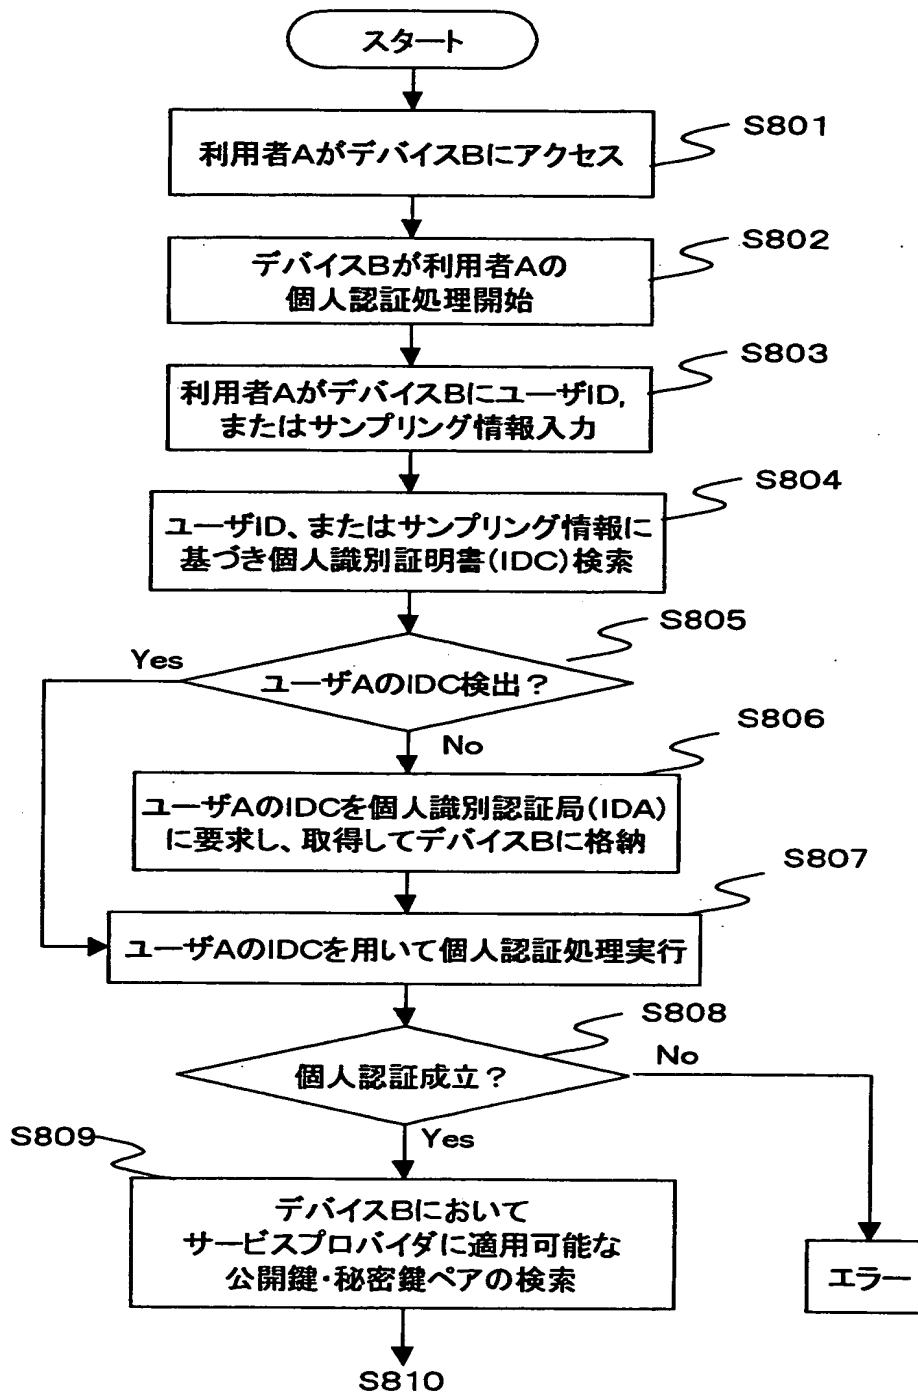 スタート
S801
利用者AがデバイスBにアクセス
S802
デバイスBが利用者Aの
個人認証処理開始
S803
利用者AがデバイスBにユーザID,
またはサンプリング情報入力
S804
ユーザID、またはサンプリング情報に
基づき個人識別証明書(IDC)検索
S805
Yes
ユーザAのIDC検出？
No
S806
ユーザAのIDCを個人識別認証局(IDA)
に要求し、取得してデバイスBに格納
S807
ユーザAのIDCを用いて個人認証処理実行
S808
個人認証成立？
No
Yes
S809
デバイスBにおいて
サービスプロバイダに適用可能な
公開鍵・秘密鍵ペアの検索
エラー
S810